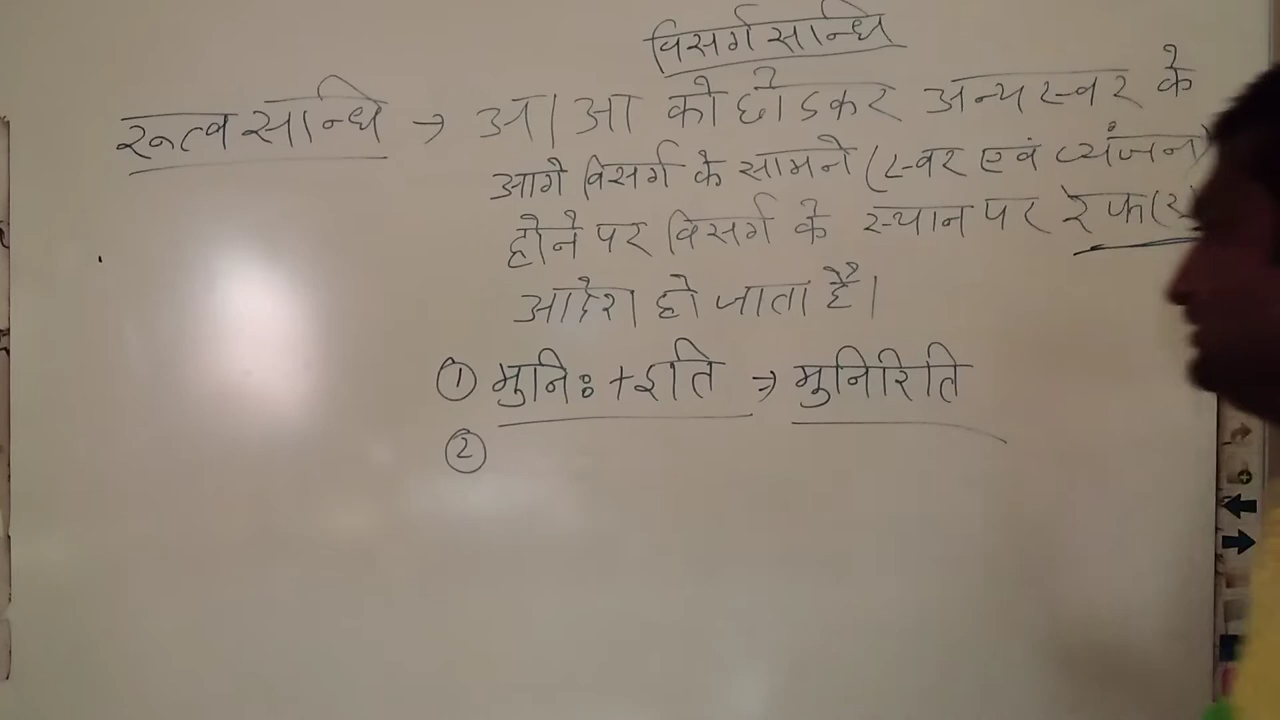 विसर्ग सन्धि
रूत्व सन्धि → अ/आ को छोडकर अन्य स्वर के
आगे विसर्ग के सामने (स्वर एवं व्यंजन)
होने पर विसर्ग के स्थान पर रेफ(र्
आदेश हो जाता है।
① मुनिः + इति → मुनिरिति
②